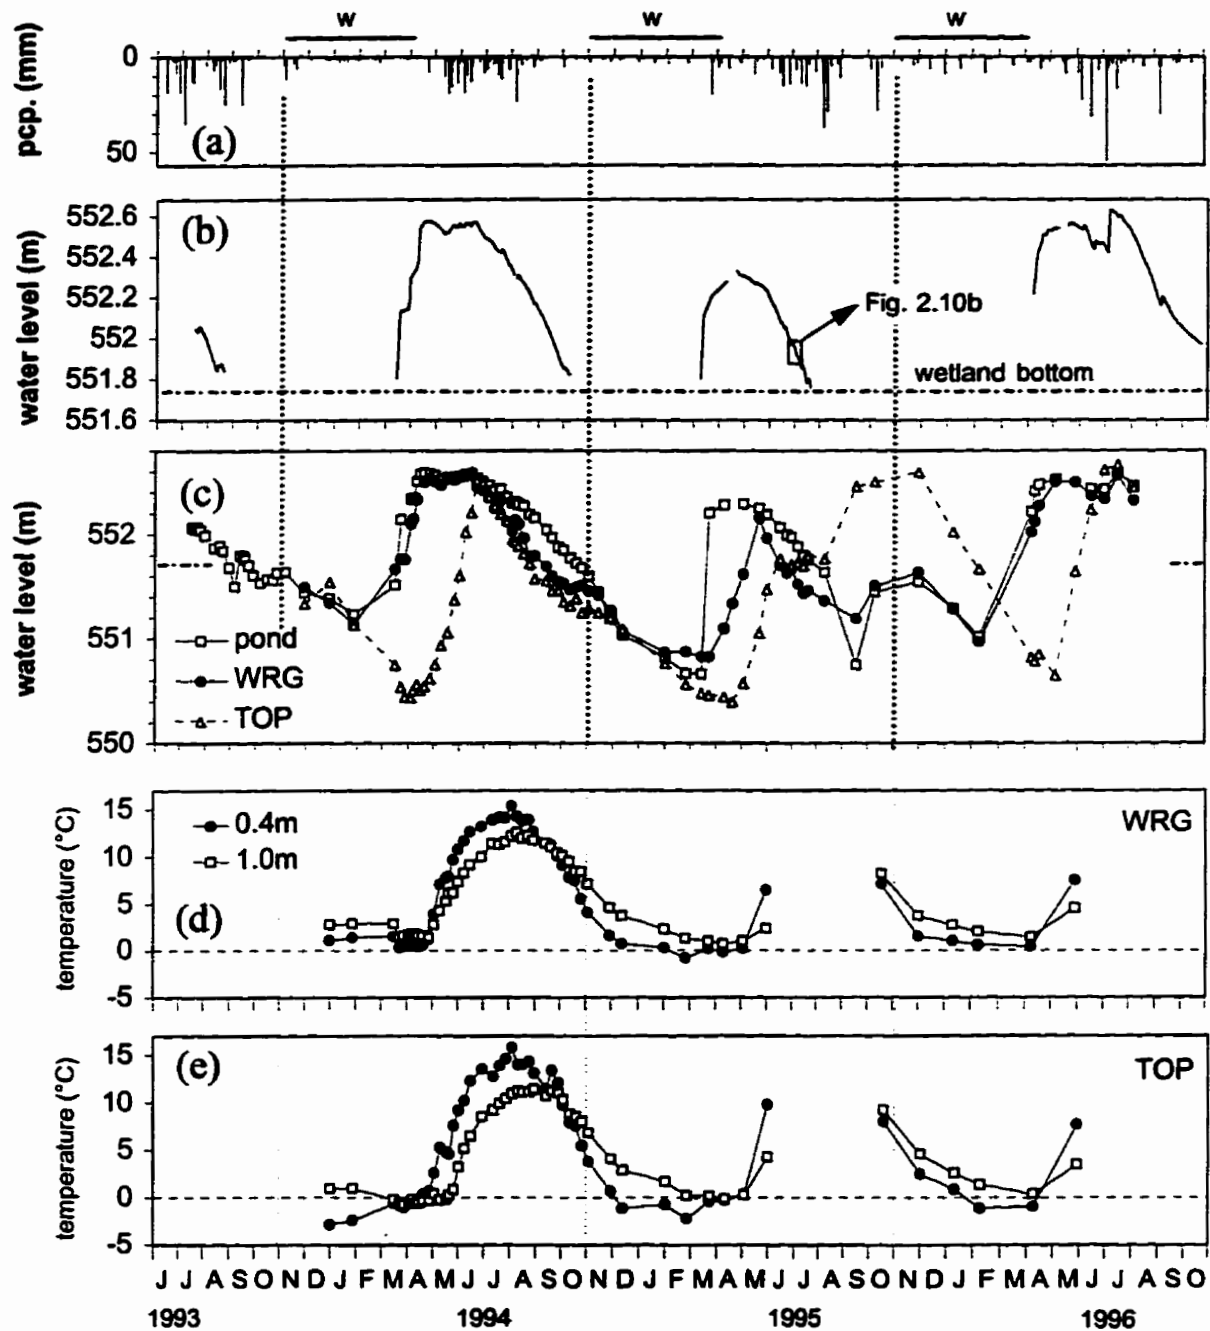 w w w
pcp. (mm)
0
50
(a)
water level (m)
552.6
552.4
552.2
552
551.8
551.6
(b)
Fig. 2.10b
wetland bottom
water level (m)
552
551
550
(c)
pond
WRG
TOP
temperature (°C)
15
10
5
0
-5
0.4m
1.0m
(d)
WRG
temperature (°C)
15
10
5
0
-5
(e)
TOP
J J A S O N D J F M A M J J A S O N D J F M A M J J A S O N D J F M A M J J A S O
1993 1994 1995 1996